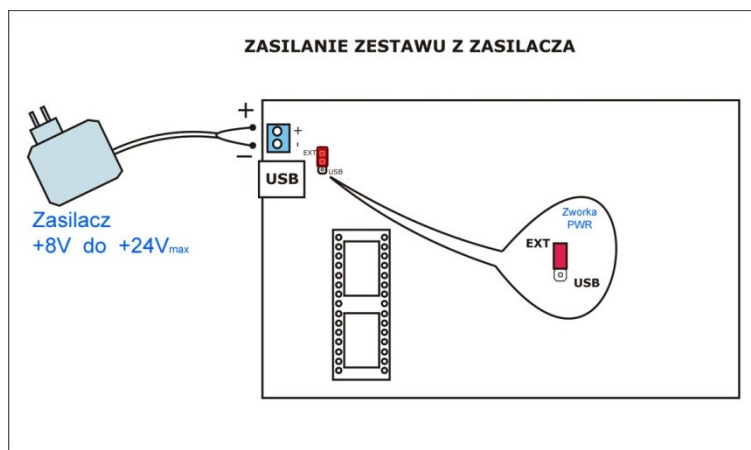 ZASILANIE ZESTAWU Z ZASILACZA
+
−
+
-
EXT
USB
USB
Zasilacz
+8V do +24Vmax
Zworka
PWR
EXT
USB